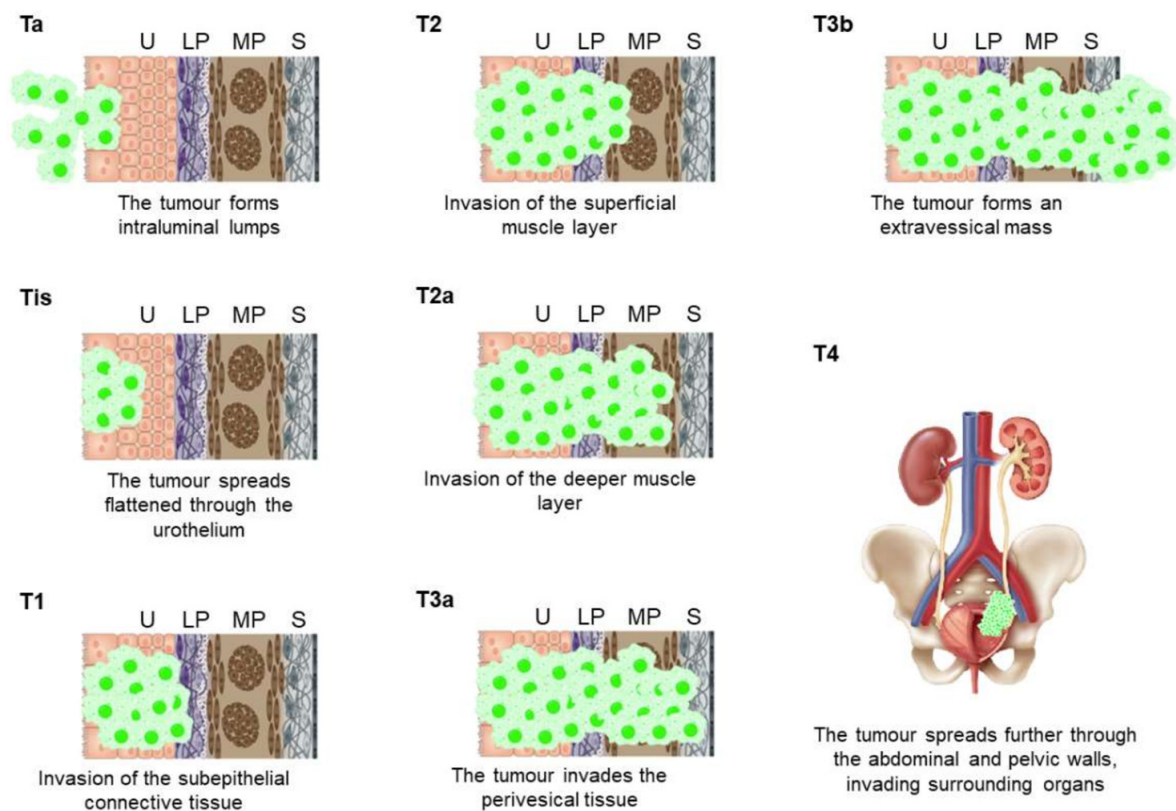 Ta
U LP MP S
The tumour forms
intraluminal lumps
Tis
U LP MP S
The tumour spreads
flattened through the
urothelium
T1
U LP MP S
Invasion of the subepithelial
connective tissue
T2
U LP MP S
Invasion of the superficial
muscle layer
T2a
U LP MP S
Invasion of the deeper muscle
layer
T3a
U LP MP S
The tumour invades the
perivesical tissue
T3b
U LP MP S
The tumour forms an
extravessical mass
T4
The tumour spreads further through
the abdominal and pelvic walls,
invading surrounding organs